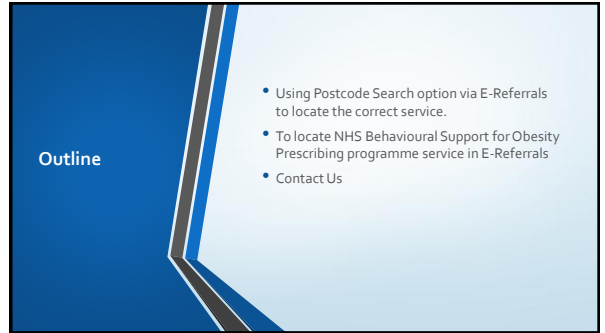 Outline
• Using Postcode Search option via E-Referrals
to locate the correct service.
• To locate NHS Behavioural Support for Obesity
Prescribing programme service in E-Referrals
• Contact Us